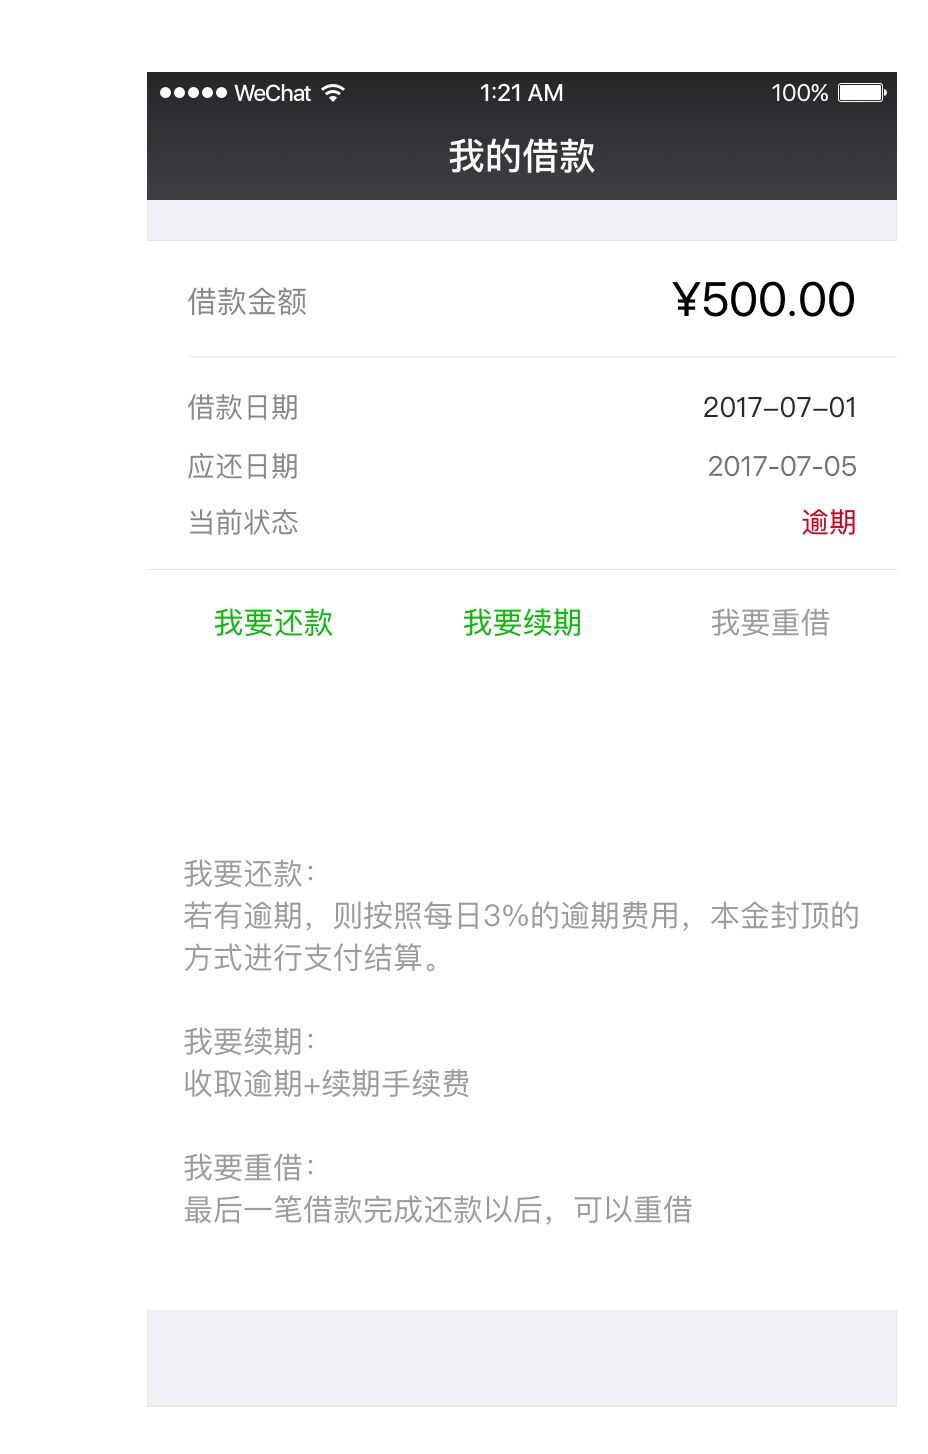 ●●●●● WeChat 1:21 AM 100%
我的借款
借款金额 ¥500.00
借款日期 2017–07–01
应还日期 2017-07-05
当前状态 逾期
我要还款 我要续期 我要重借
我要还款：
若有逾期，则按照每日3%的逾期费用，本金封顶的
方式进行支付结算。
我要续期：
收取逾期+续期手续费
我要重借：
最后一笔借款完成还款以后，可以重借